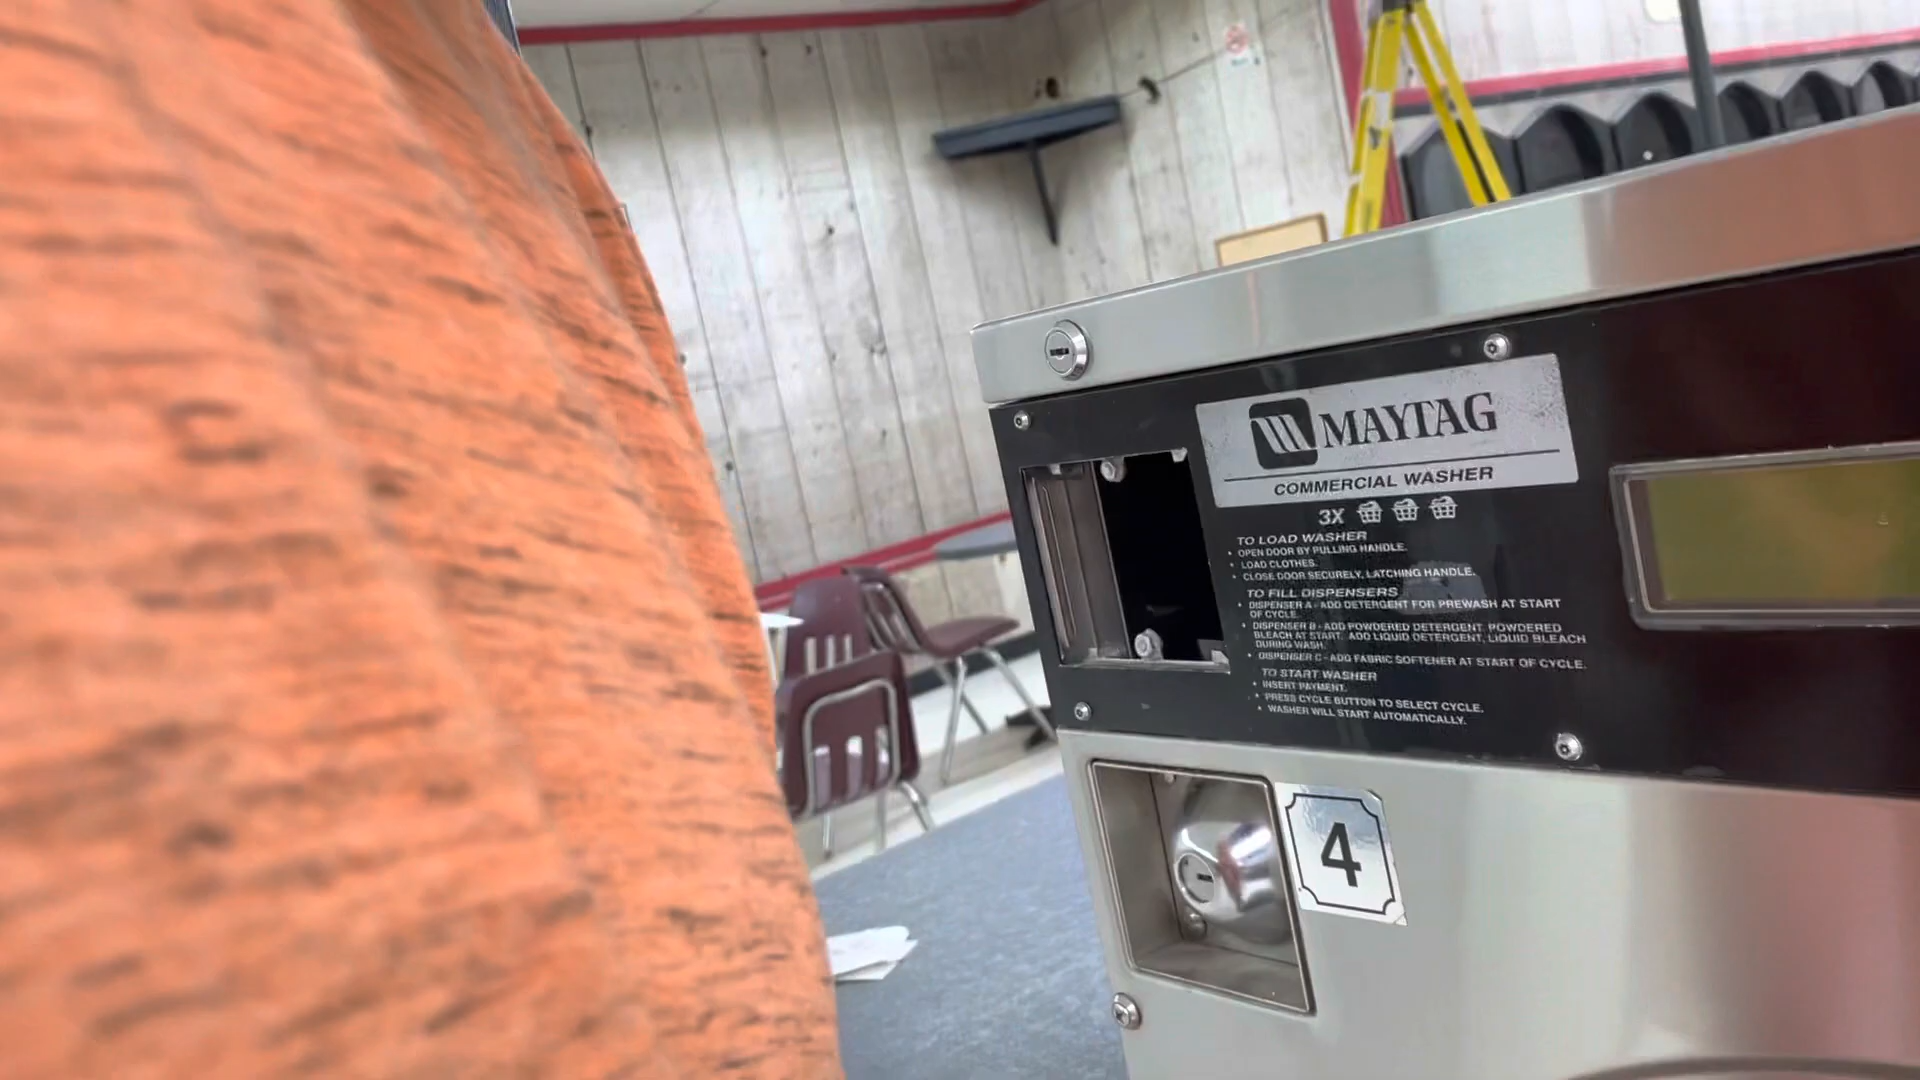 MAYTAG
COMMERCIAL WASHER
3X
TO LOAD WASHER
• OPEN DOOR BY PULLING HANDLE.
• LOAD CLOTHES.
• CLOSE DOOR SECURELY, LATCHING HANDLE.
TO FILL DISPENSERS
• DISPENSER A - ADD DETERGENT FOR PREWASH AT START
OF CYCLE.
• DISPENSER B - ADD POWDERED DETERGENT, POWDERED
BLEACH AT START. ADD LIQUID DETERGENT, LIQUID BLEACH
DURING WASH.
• DISPENSER C - ADD FABRIC SOFTENER AT START OF CYCLE.
TO START WASHER
• INSERT PAYMENT.
• PRESS CYCLE BUTTON TO SELECT CYCLE.
• WASHER WILL START AUTOMATICALLY.
4